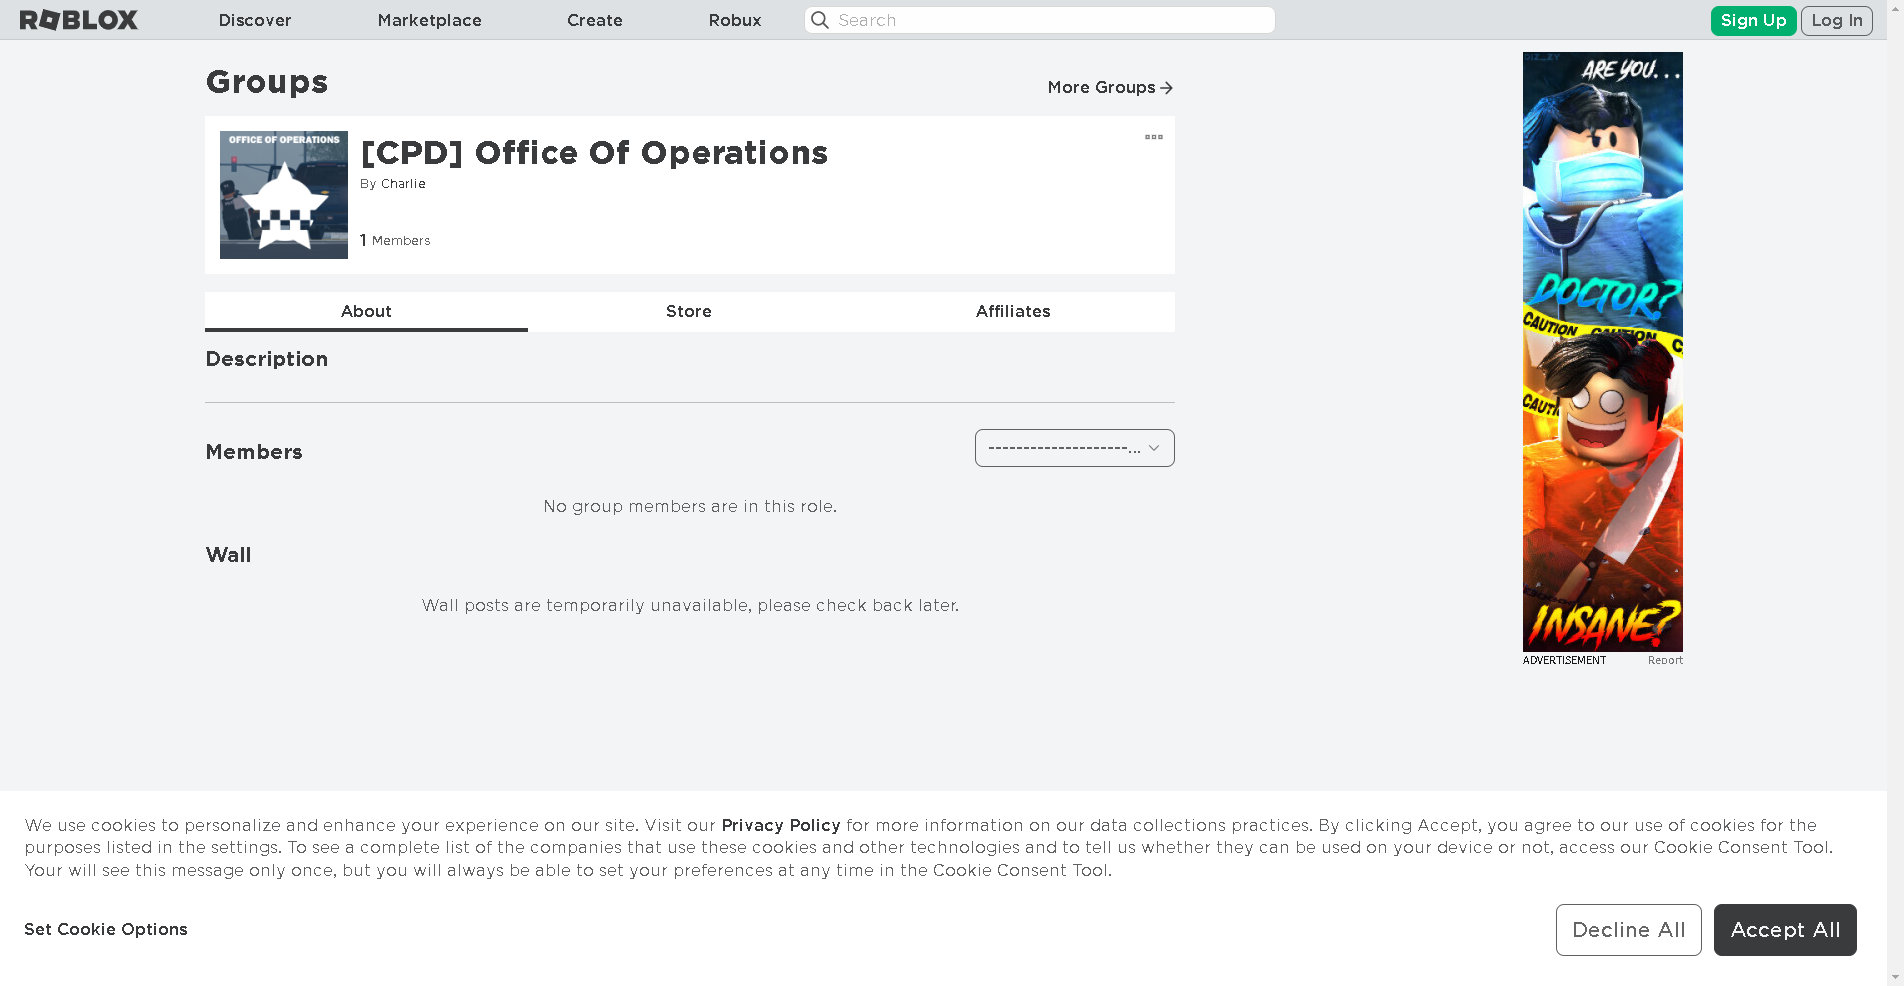 ROBLOX
Discover
Marketplace
Create
Robux
Search
Sign Up
Log In
Groups
More Groups
OFFICE OF OPERATIONS
[CPD] Office Of Operations
By Charlie
1 Members
About
Store
Affiliates
Description
Members
--------------------...
No group members are in this role.
Wall
Wall posts are temporarily unavailable, please check back later.
ARE YOU...
DOCTOR?
CAUTION CAUTION C
CAUTI
INSANE?
ADVERTISEMENT
Report
We use cookies to personalize and enhance your experience on our site. Visit our Privacy Policy for more information on our data collections practices. By clicking Accept, you agree to our use of cookies for the
purposes listed in the settings. To see a complete list of the companies that use these cookies and other technologies and to tell us whether they can be used on your device or not, access our Cookie Consent Tool.
Your will see this message only once, but you will always be able to set your preferences at any time in the Cookie Consent Tool.
Set Cookie Options
Decline All
Accept All